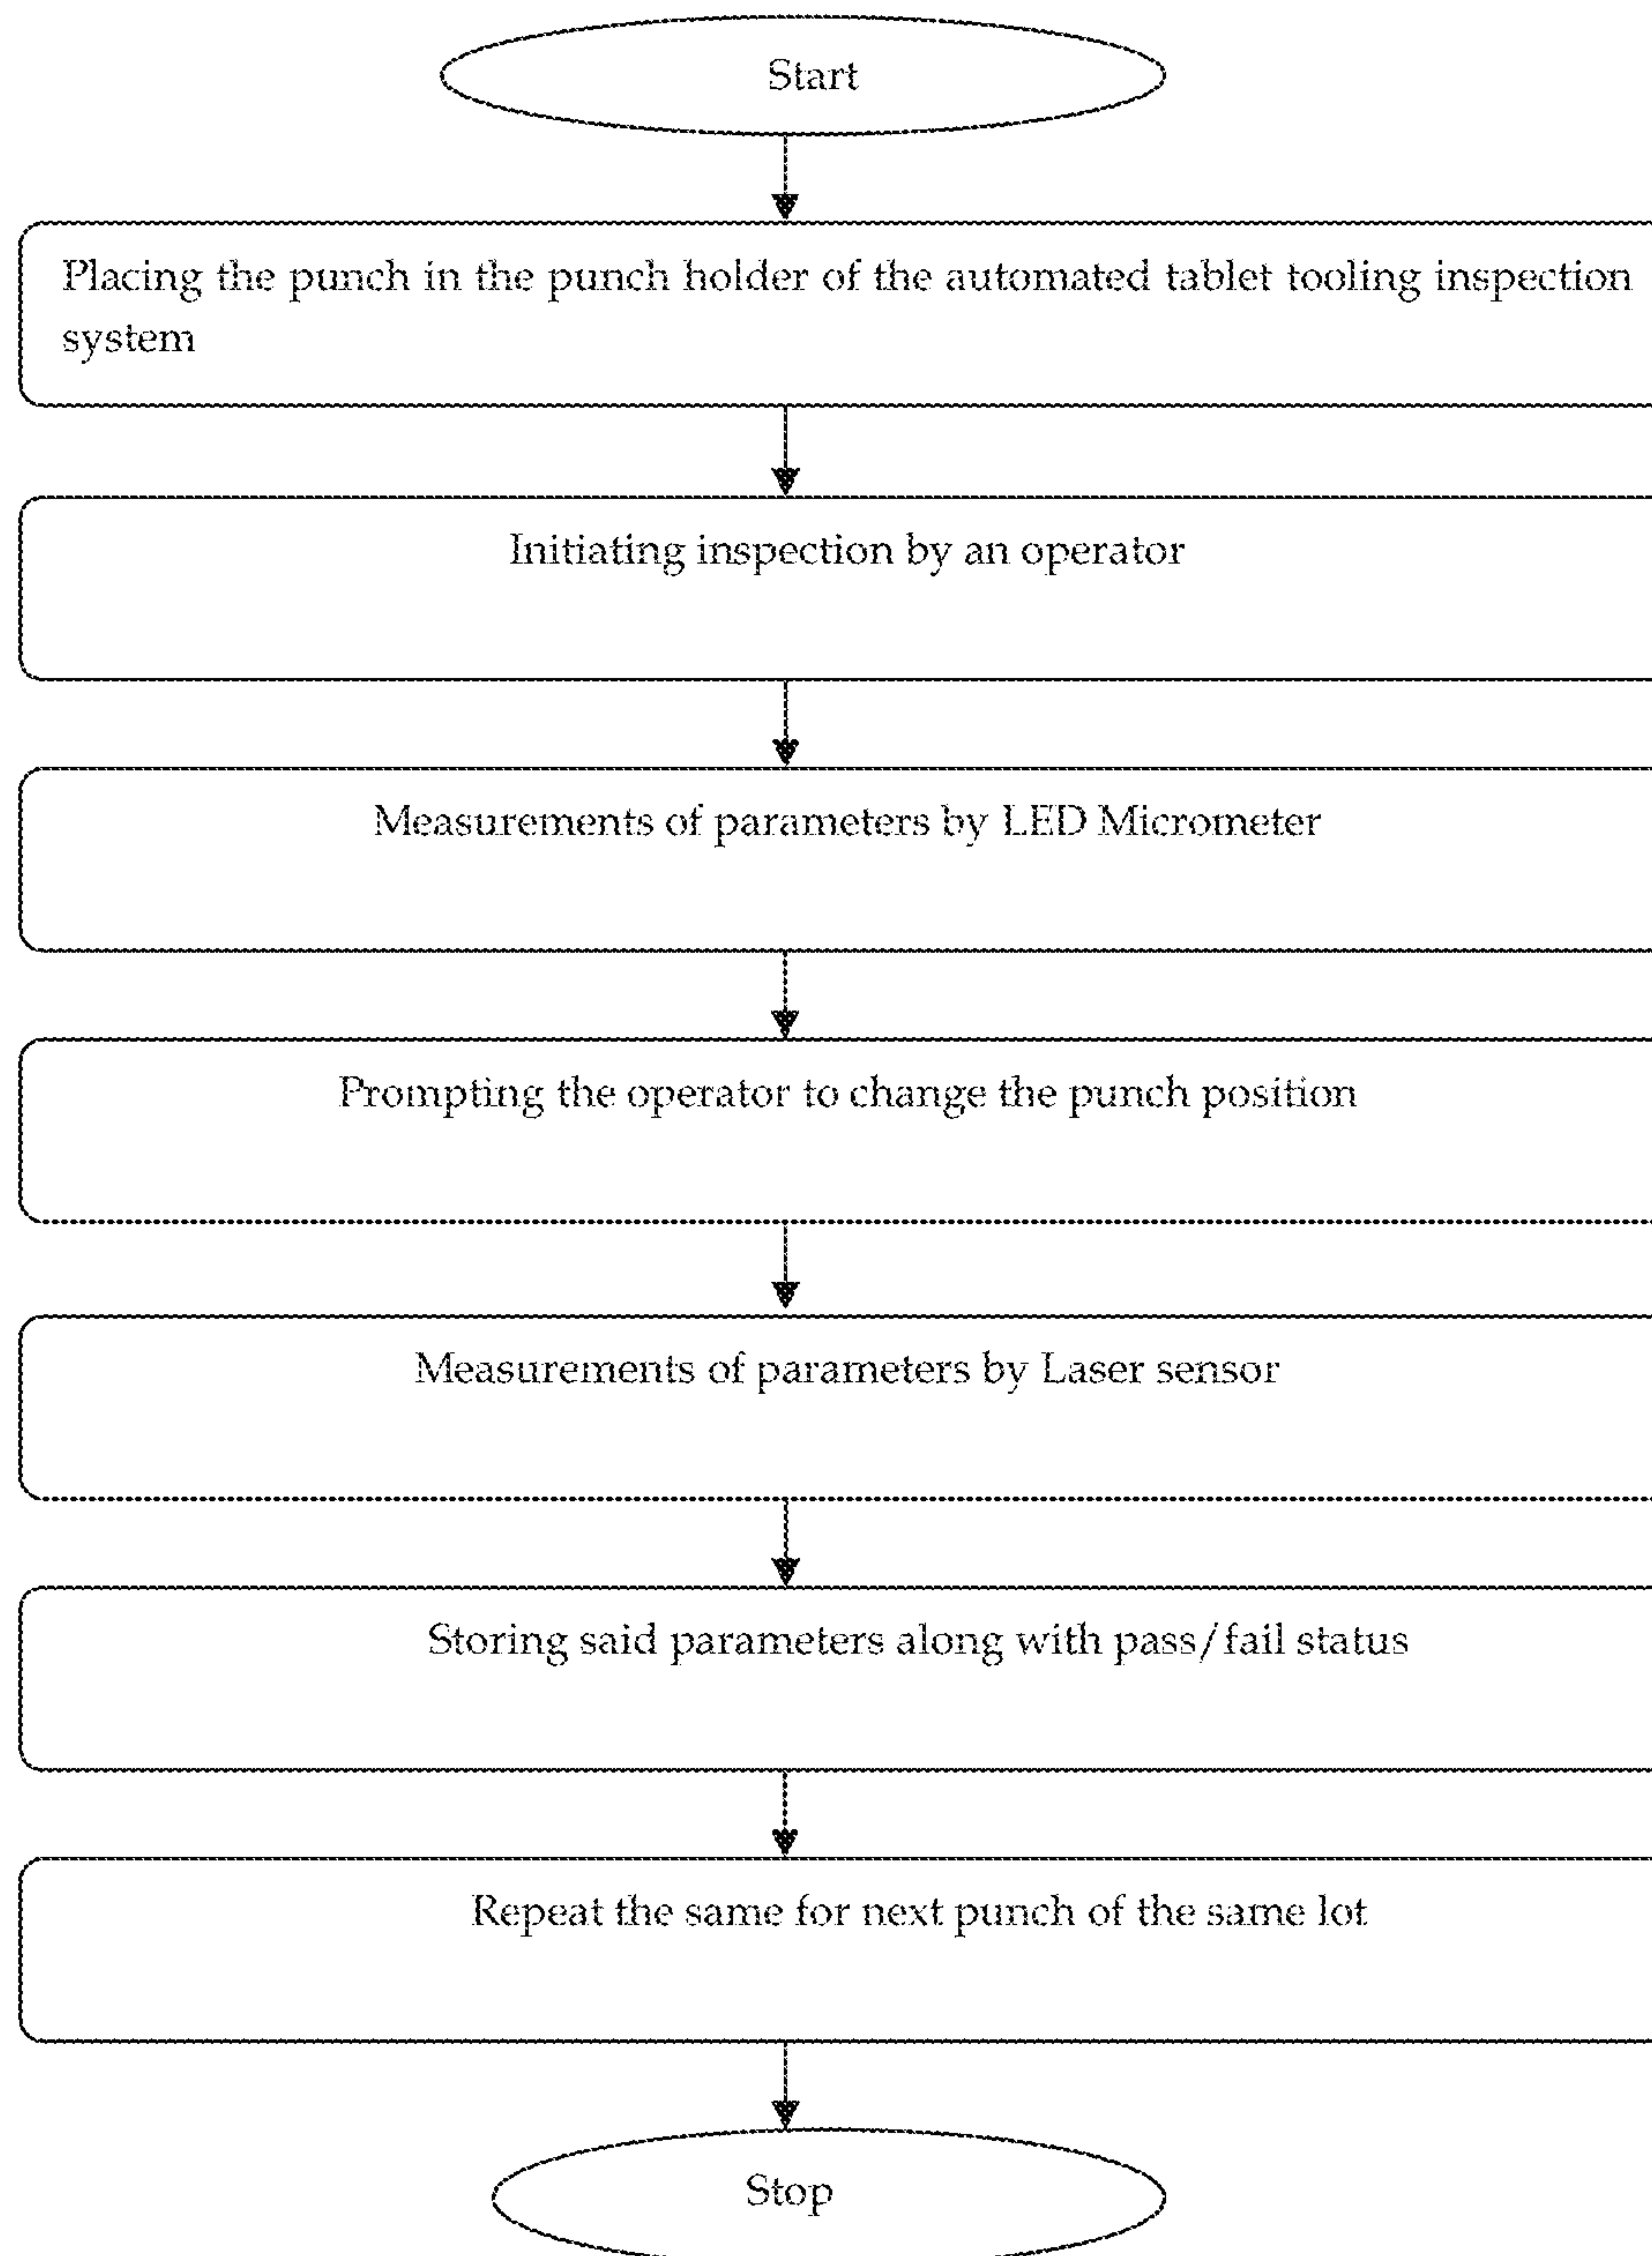 Start
Placing the punch in the punch holder of the automated tablet tooling inspection
system
Initiating inspection by an operator
Measurements of parameters by LED Micrometer
Prompting the operator to change the punch position
Measurements of parameters by Laser sensor
Storing said parameters along with pass/fail status
Repeat the same for next punch of the same lot
Stop